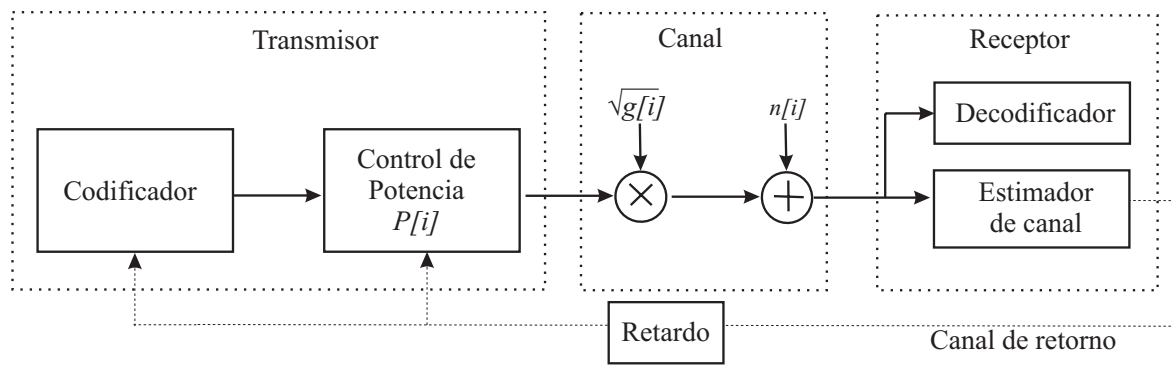 Transmisor
Canal
Receptor
Codificador
Control de
Potencia
P[i]
√g[i]
n[i]
Decodificador
Estimador
de canal
Retardo
Canal de retorno